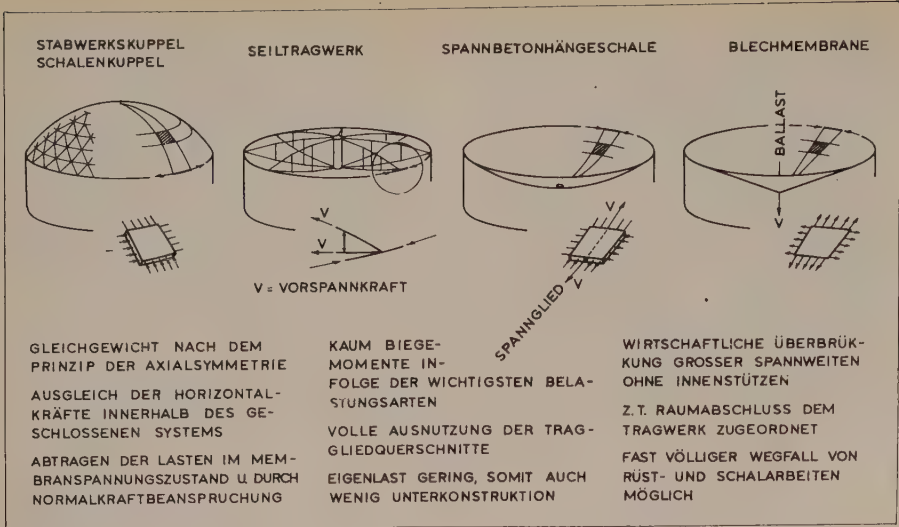 STABWERKSKUPPEL
SCHALENKUPPEL
SEILTRAGWERK
SPANNBETONHÄNGESCHALE
BLECHMEMBRANE
BALLAST
V
V
V
V
V
V = VORSPANNKRAFT
SPANNGLIED
GLEICHGEWICHT NACH DEM
PRINZIP DER AXIALSYMMETRIE
AUSGLEICH DER HORIZONTAL-
KRÄFTE INNERHALB DES GE-
SCHLOSSENEN SYSTEMS
ABTRAGEN DER LASTEN IM MEM-
BRANSPANNUNGSZUSTAND U. DURCH
NORMALKRAFTBEANSPRUCHUNG
KAUM BIEGE-
MOMENTE IN-
FOLGE DER WICHTIGSTEN BELA-
STUNGSARTEN
VOLLE AUSNUTZUNG DER TRAG-
GLIEDQUERSCHNITTE
EIGENLAST GERING, SOMIT AUCH
WENIG UNTERKONSTRUKTION
WIRTSCHAFTLICHE ÜBERBRÜK-
KUNG GROSSER SPANNWEITEN
OHNE INNENSTÜTZEN
Z.T. RAUMABSCHLUSS DEM
TRAGWERK ZUGEORDNET
FAST VÖLLIGER WEGFALL VON
RÜST- UND SCHALARBEITEN
MÖGLICH